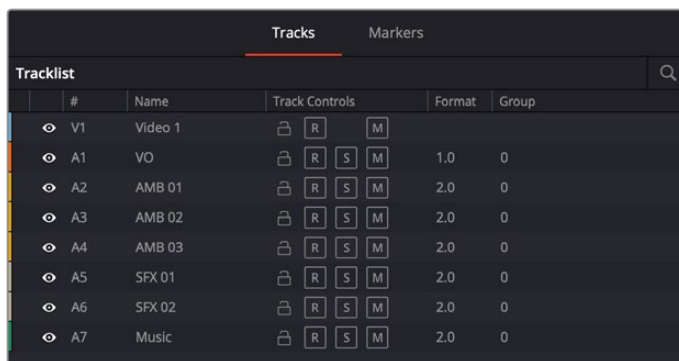 Tracks Markers
Tracklist
# Name Track Controls Format Group
V1 Video 1 R M
A1 VO R S M 1.0 0
A2 AMB 01 R S M 2.0 0
A3 AMB 02 R S M 2.0 0
A4 AMB 03 R S M 2.0 0
A5 SFX 01 R S M 2.0 0
A6 SFX 02 R S M 2.0 0
A7 Music R S M 2.0 0